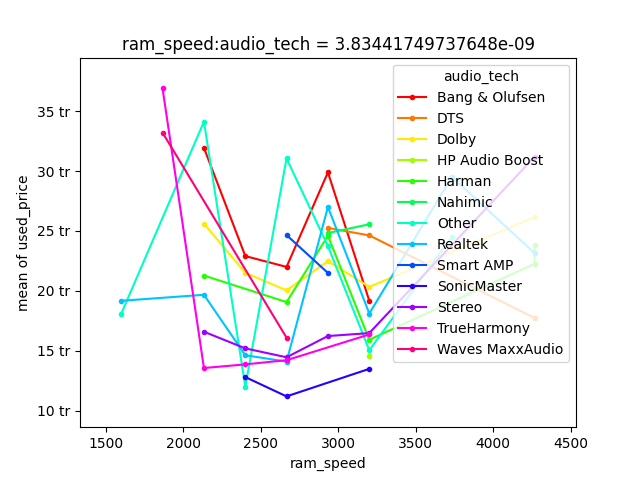 ram_speed:audio_tech = 3.83441749737648e-09
mean of used_price
35 tr
30 tr
25 tr
20 tr
15 tr
10 tr
audio_tech
Bang & Olufsen
DTS
Dolby
HP Audio Boost
Harman
Nahimic
Other
Realtek
Smart AMP
SonicMaster
Stereo
TrueHarmony
Waves MaxxAudio
1500 2000 2500 3000 3500 4000 4500
ram_speed